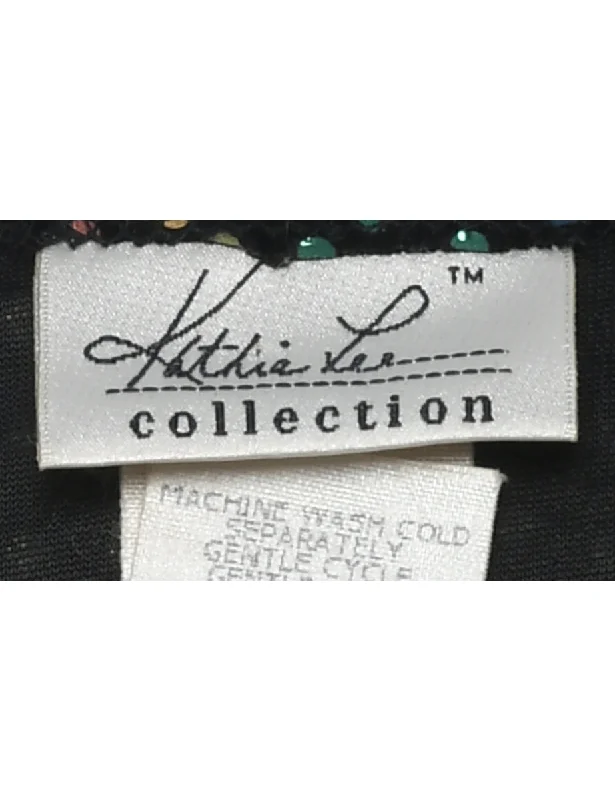 Kathie Lee ™
collection
MACHINE WASH COLD
SEPARATELY
GENTLE CYCLE